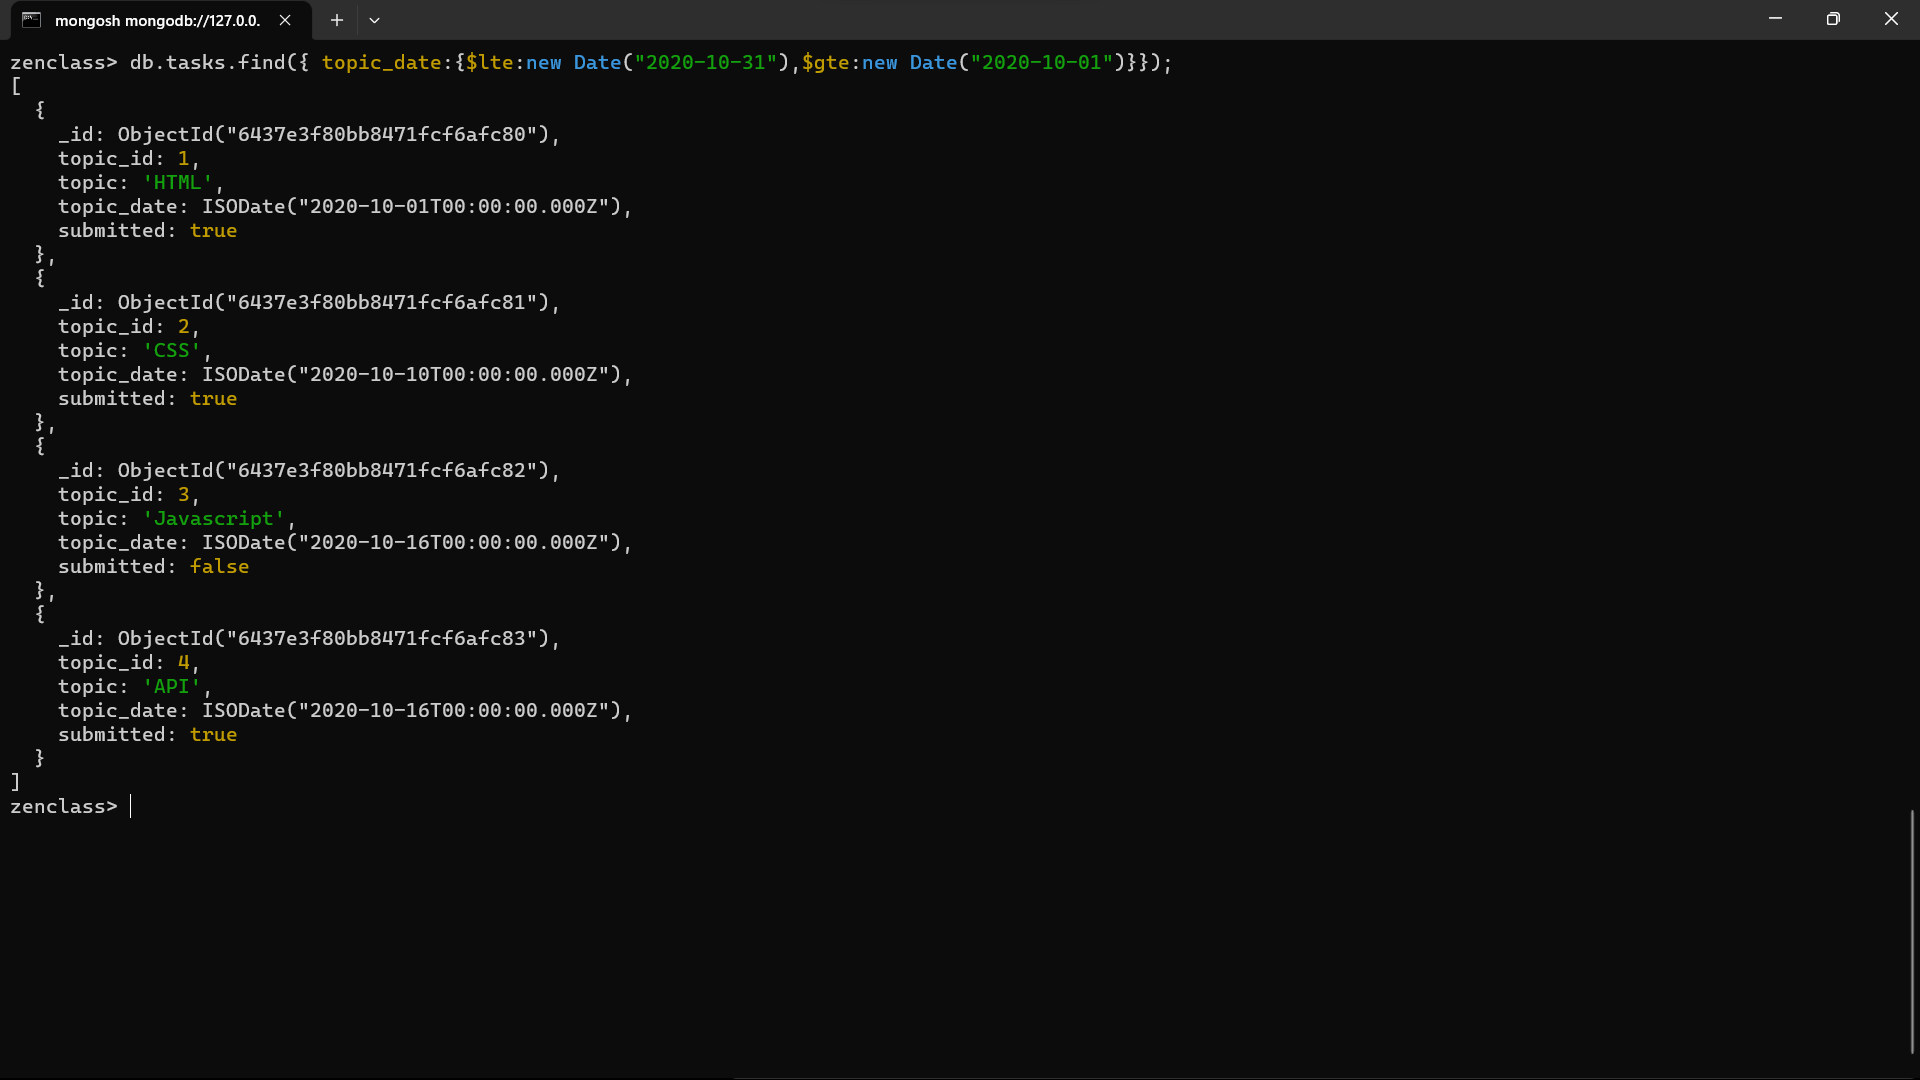 mongosh mongodb://127.0.0.
zenclass> db.tasks.find({ topic_date:{$lte:new Date("2020-10-31"),$gte:new Date("2020-10-01")}});
[
  {
    _id: ObjectId("6437e3f80bb8471fcf6afc80"),
    topic_id: 1,
    topic: 'HTML',
    topic_date: ISODate("2020-10-01T00:00:00.000Z"),
    submitted: true
  },
  {
    _id: ObjectId("6437e3f80bb8471fcf6afc81"),
    topic_id: 2,
    topic: 'CSS',
    topic_date: ISODate("2020-10-10T00:00:00.000Z"),
    submitted: true
  },
  {
    _id: ObjectId("6437e3f80bb8471fcf6afc82"),
    topic_id: 3,
    topic: 'Javascript',
    topic_date: ISODate("2020-10-16T00:00:00.000Z"),
    submitted: false
  },
  {
    _id: ObjectId("6437e3f80bb8471fcf6afc83"),
    topic_id: 4,
    topic: 'API',
    topic_date: ISODate("2020-10-16T00:00:00.000Z"),
    submitted: true
  }
]
zenclass>